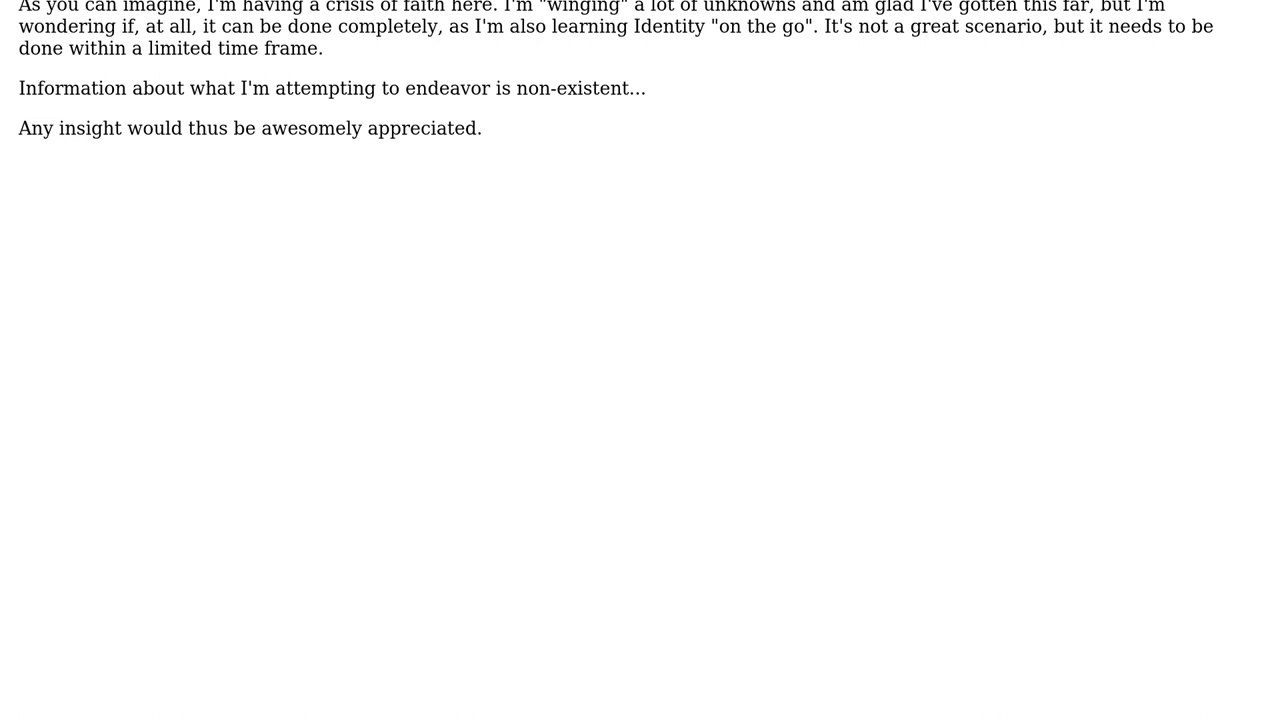 As you can imagine, I'm having a crisis of faith here. I'm "winging" a lot of unknowns and am glad I've gotten this far, but I'm
wondering if, at all, it can be done completely, as I'm also learning Identity "on the go". It's not a great scenario, but it needs to be
done within a limited time frame.
Information about what I'm attempting to endeavor is non-existent...
Any insight would thus be awesomely appreciated.